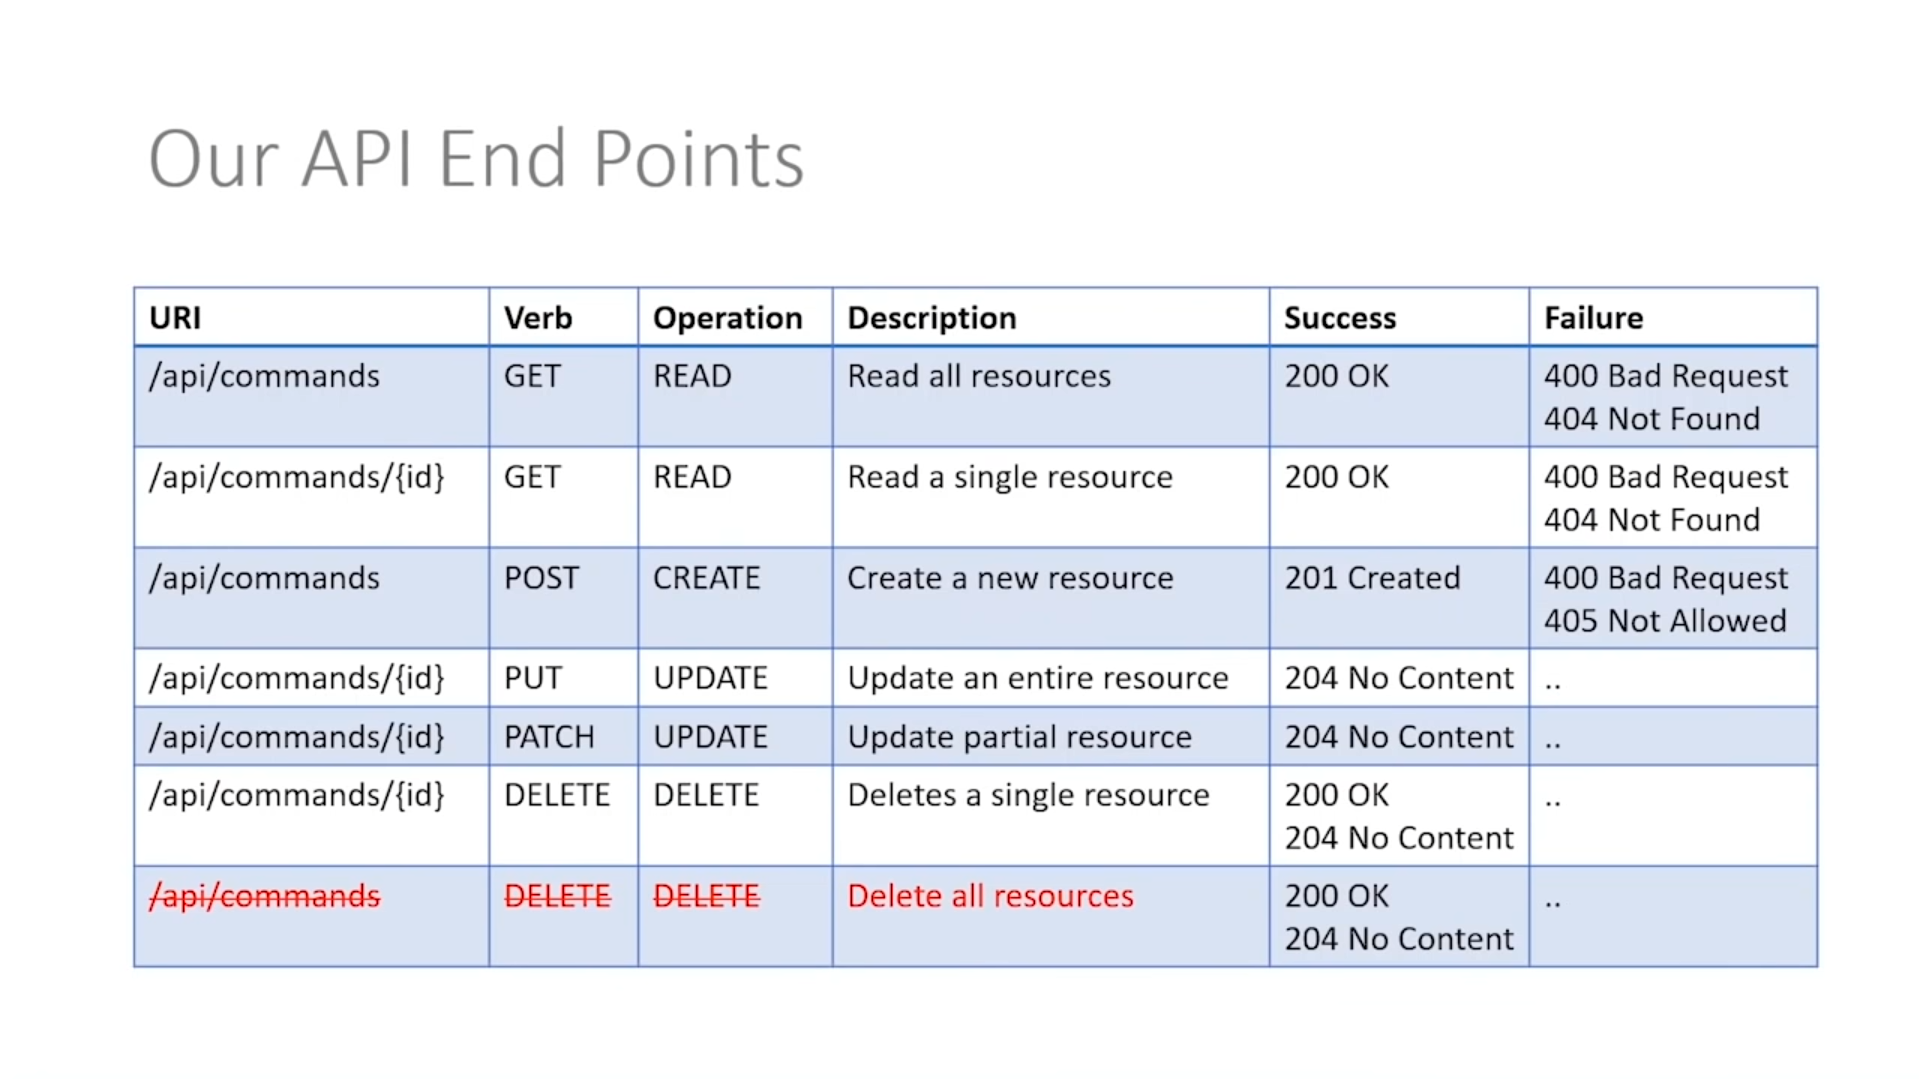 Our API End Points
URI Verb Operation Description Success Failure
/api/commands GET READ Read all resources 200 OK 400 Bad Request
404 Not Found
/api/commands/{id} GET READ Read a single resource 200 OK 400 Bad Request
404 Not Found
/api/commands POST CREATE Create a new resource 201 Created 400 Bad Request
405 Not Allowed
/api/commands/{id} PUT UPDATE Update an entire resource 204 No Content ..
/api/commands/{id} PATCH UPDATE Update partial resource 204 No Content ..
/api/commands/{id} DELETE DELETE Deletes a single resource 200 OK ..
204 No Content
/api/commands DELETE DELETE Delete all resources 200 OK ..
204 No Content